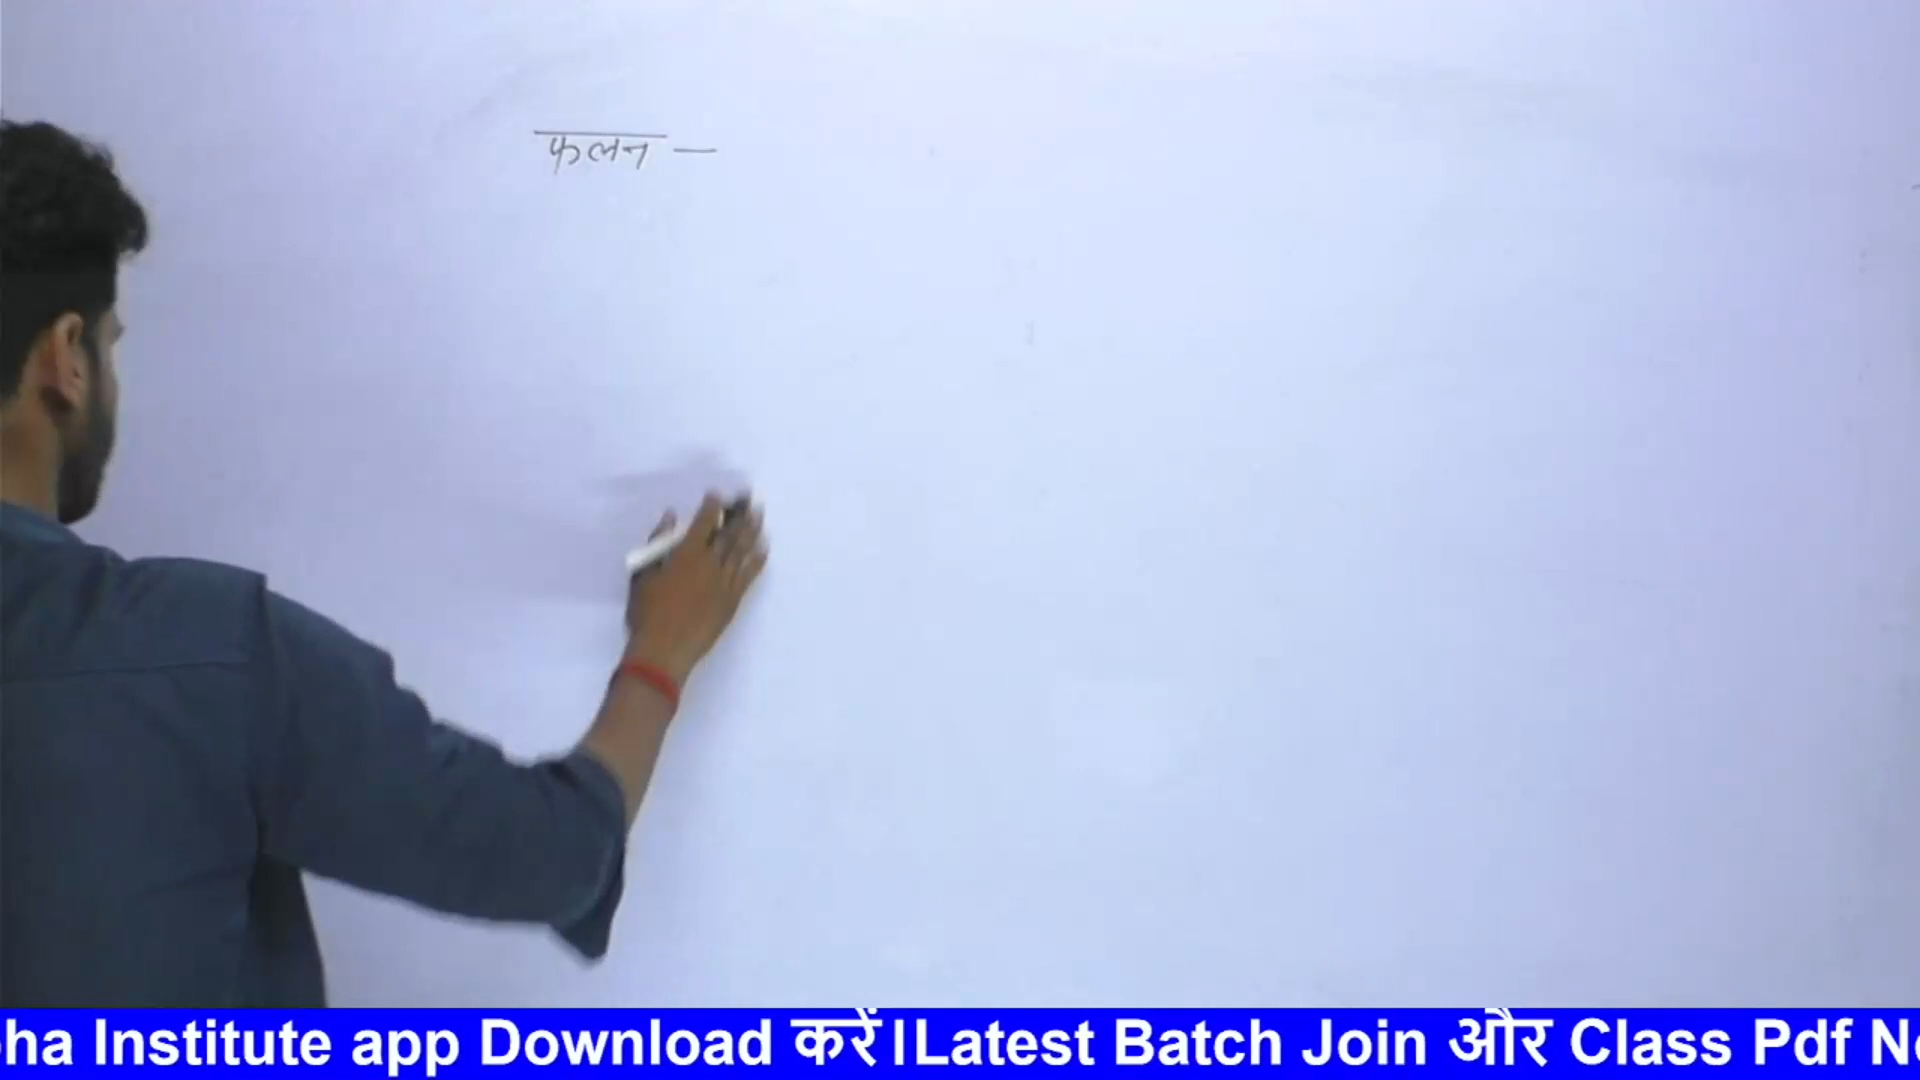 फलन —
ha Institute app Download करें।Latest Batch Join और Class Pdf